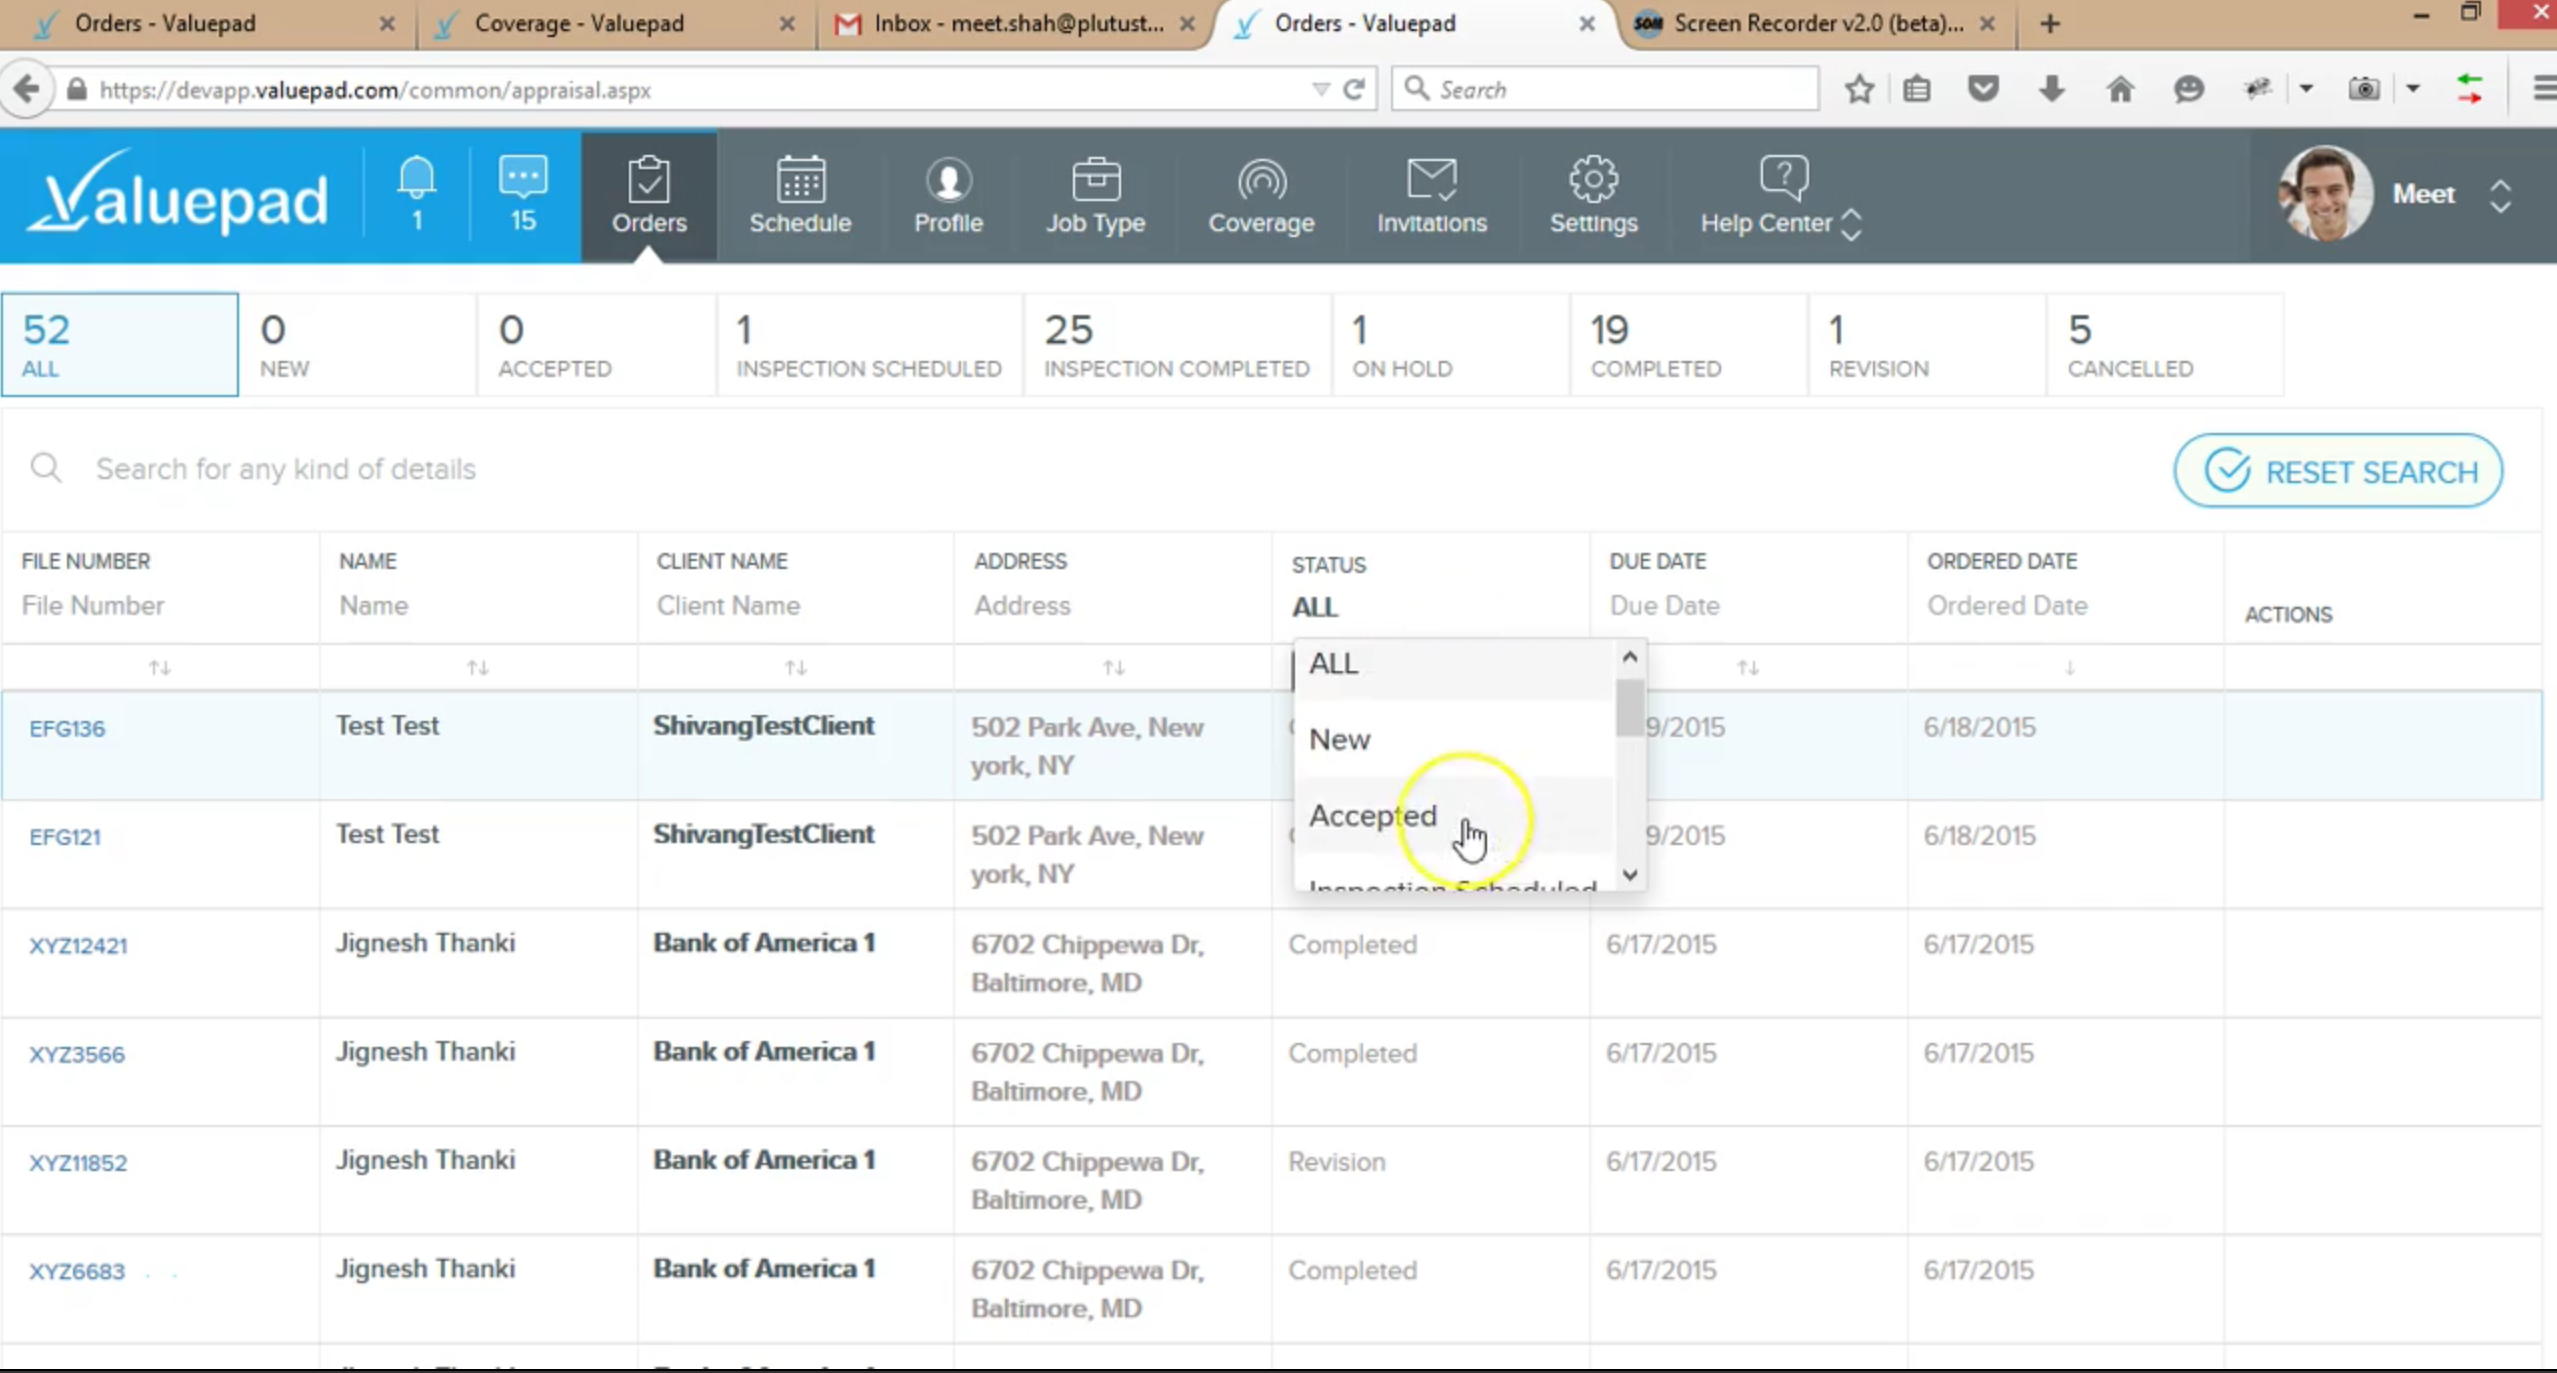 Orders - Valuepad
Coverage - Valuepad
Inbox - meet.shah@plutust...
Orders - Valuepad
SOM Screen Recorder v2.0 (beta)...
https://devapp.valuepad.com/common/appraisal.aspx
Search
Valuepad
1
15
Orders
Schedule
Profile
Job Type
Coverage
Invitations
Settings
Help Center
Meet
52
ALL
0
NEW
0
ACCEPTED
1
INSPECTION SCHEDULED
25
INSPECTION COMPLETED
1
ON HOLD
19
COMPLETED
1
REVISION
5
CANCELLED
Search for any kind of details
RESET SEARCH
FILE NUMBER NAME CLIENT NAME ADDRESS STATUS DUE DATE ORDERED DATE
File Number Name Client Name Address ALL Due Date Ordered Date ACTIONS
ALL
New
Accepted
Inspection Scheduled
EFG136 Test Test ShivangTestClient 502 Park Ave, New 9/2015 6/18/2015
york, NY
EFG121 Test Test ShivangTestClient 502 Park Ave, New 9/2015 6/18/2015
york, NY
XYZ12421 Jignesh Thanki Bank of America 1 6702 Chippewa Dr, Completed 6/17/2015 6/17/2015
Baltimore, MD
XYZ3566 Jignesh Thanki Bank of America 1 6702 Chippewa Dr, Completed 6/17/2015 6/17/2015
Baltimore, MD
XYZ11852 Jignesh Thanki Bank of America 1 6702 Chippewa Dr, Revision 6/17/2015 6/17/2015
Baltimore, MD
XYZ6683 Jignesh Thanki Bank of America 1 6702 Chippewa Dr, Completed 6/17/2015 6/17/2015
Baltimore, MD